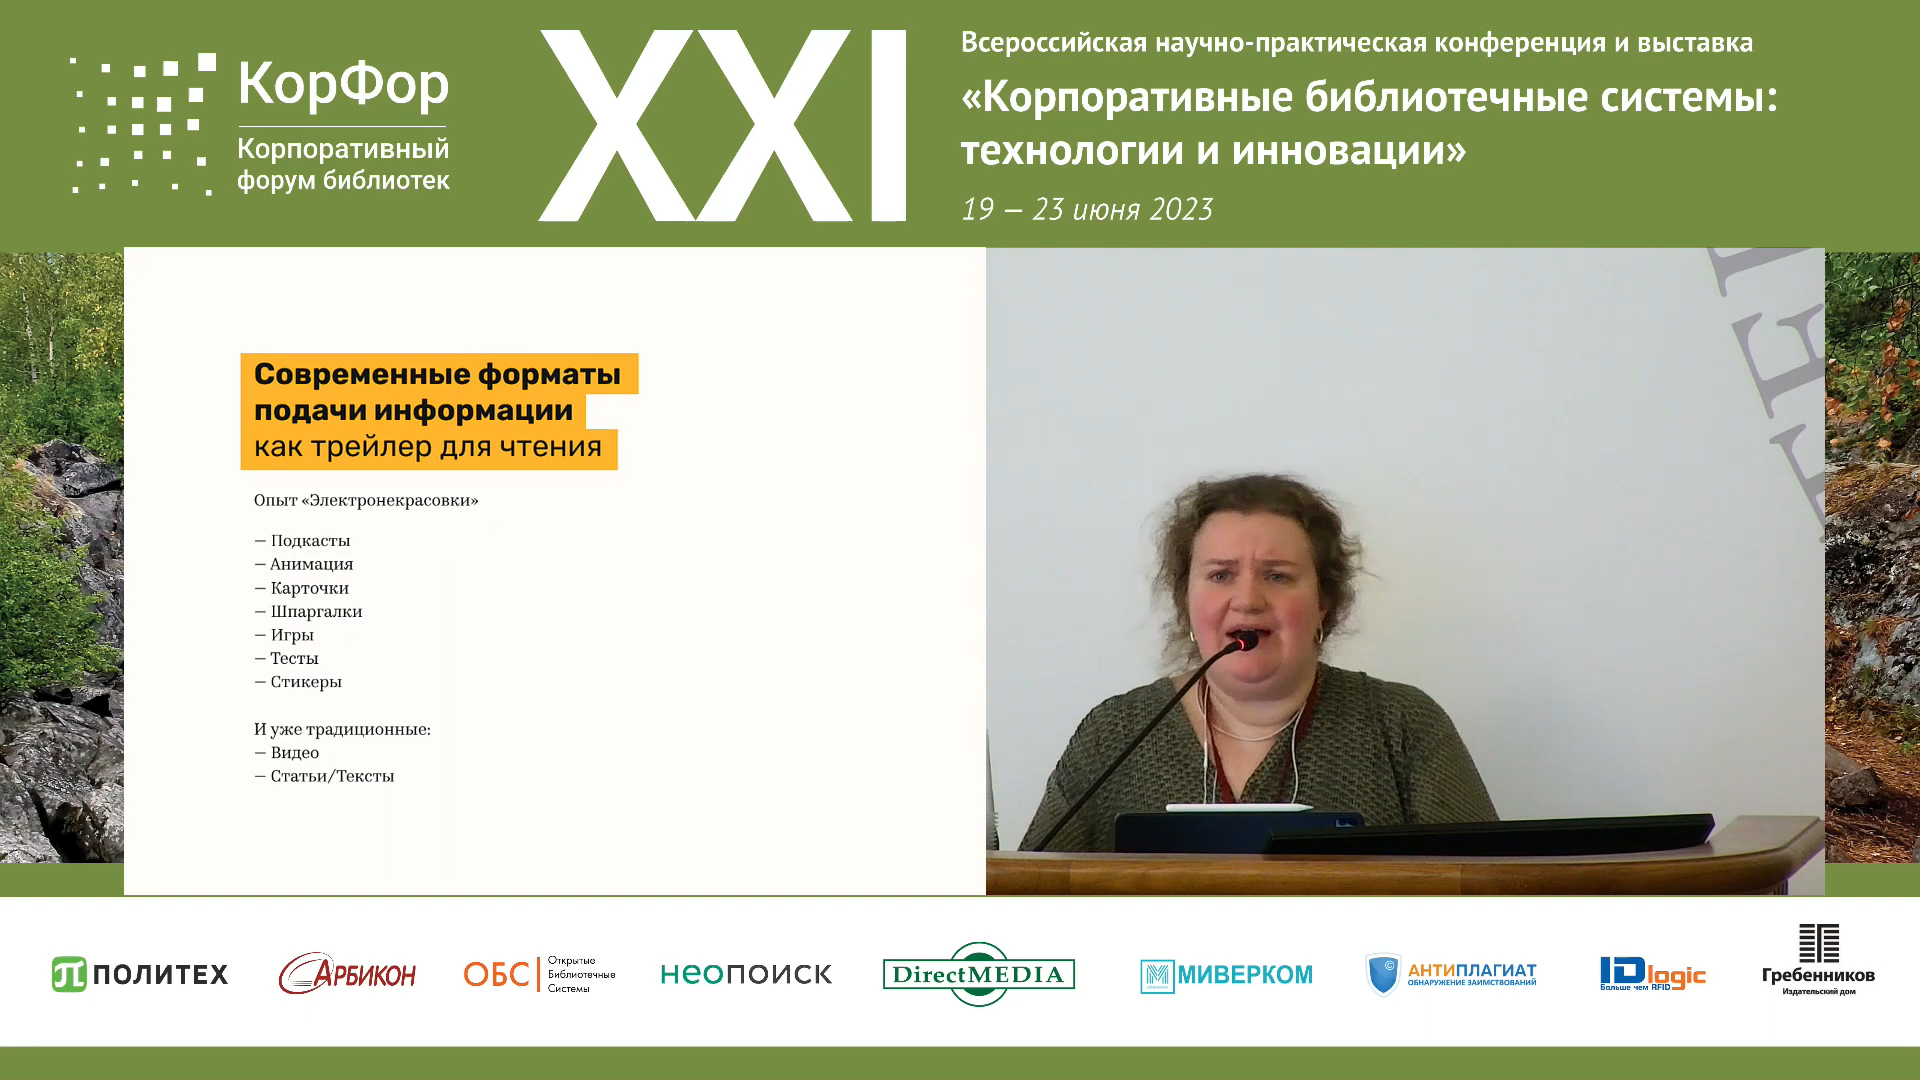 КорФор
Корпоративный
форум библиотек
XXI
Всероссийская научно-практическая конференция и выставка
«Корпоративные библиотечные системы:
технологии и инновации»
19 — 23 июня 2023
Современные форматы
подачи информации
как трейлер для чтения
Опыт «Электронекрасовки»
— Подкасты
— Анимация
— Карточки
— Шпаргалки
— Игры
— Тесты
— Стикеры
И уже традиционные:
— Видео
— Статьи/Тексты
ПОЛИТЕХ
АРБИКОН
ОБС
Открытые
Библиотечные
Системы
НЕОПОИСК
DirectMEDIA
МИВЕРКОМ
АНТИПЛАГИАТ
ОБНАРУЖЕНИЕ ЗАИМСТВОВАНИЙ
IDlogic
Больше чем RFID
Гребенников
Издательский дом